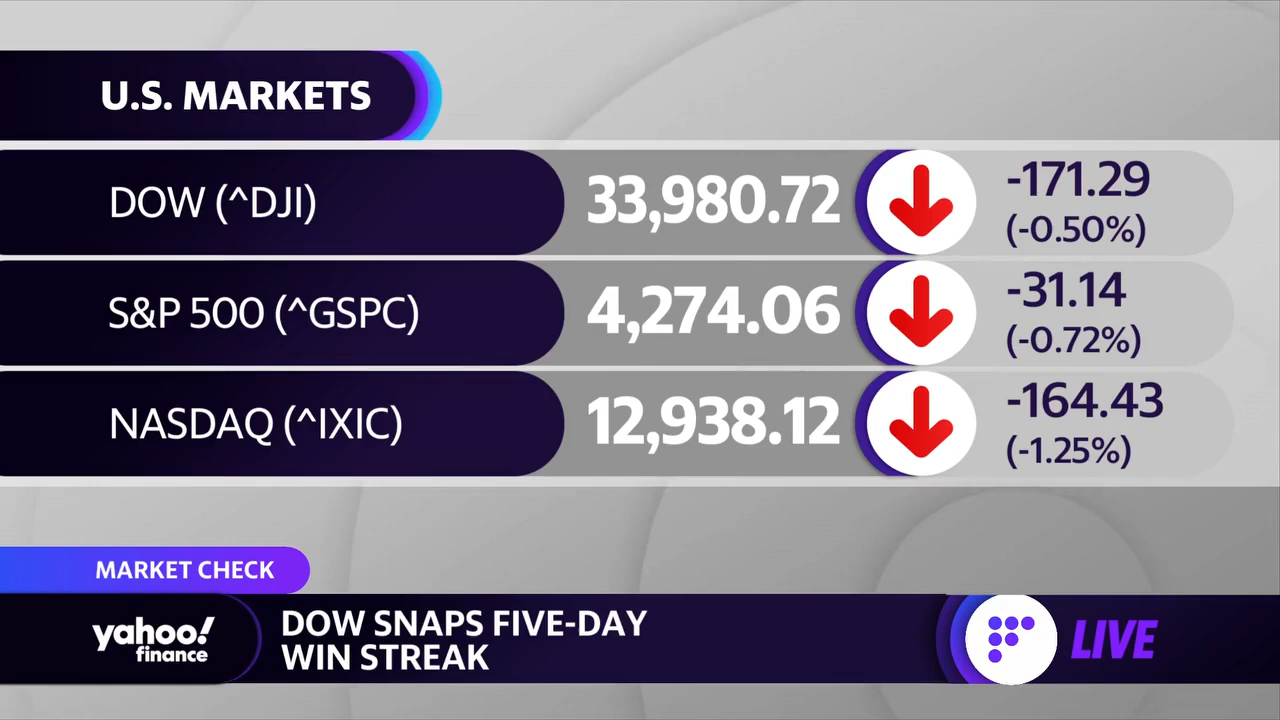 U.S. MARKETS
DOW (^DJI) 33,980.72 -171.29
(-0.50%)
S&P 500 (^GSPC) 4,274.06 -31.14
(-0.72%)
NASDAQ (^IXIC) 12,938.12 -164.43
(-1.25%)
MARKET CHECK
yahoo!
finance
DOW SNAPS FIVE-DAY
WIN STREAK
LIVE